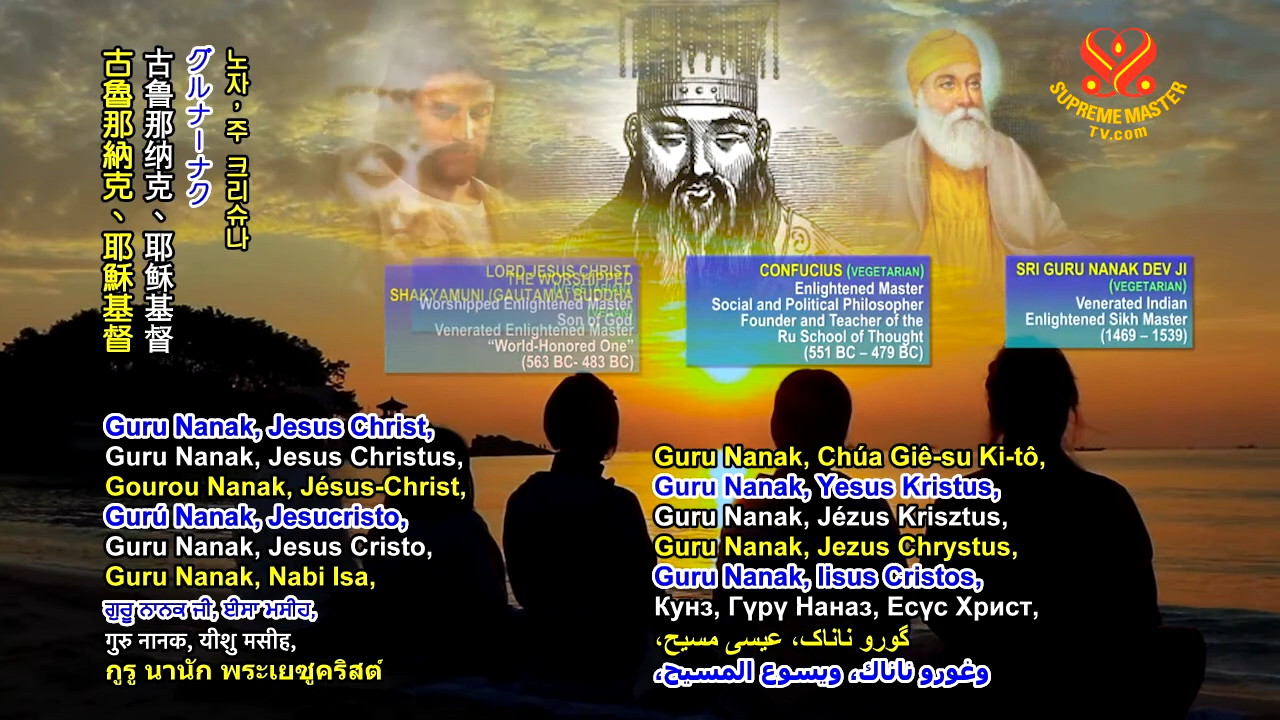 古魯那納克、耶穌基督
古鲁那纳克、耶稣基督
グルナーナク
노자, 주 크리슈나
SUPREME MASTER
TV.com
LORD JESUS CHRIST
THE WORSHIPPED
SHAKYAMUNI (GAUTAMA) BUDDHA
Worshipped Enlightened Master
Son of God
Venerated Enlightened Master
“World-Honored One”
(563 BC- 483 BC)
CONFUCIUS (VEGETARIAN)
Enlightened Master
Social and Political Philosopher
Founder and Teacher of the
Ru School of Thought
(551 BC – 479 BC)
SRI GURU NANAK DEV JI
(VEGETARIAN)
Venerated Indian
Enlightened Sikh Master
(1469 – 1539)
Guru Nanak, Jesus Christ,
Guru Nanak, Jesus Christus,
Gourou Nanak, Jésus-Christ,
Gurú Nanak, Jesucristo,
Guru Nanak, Jesus Cristo,
Guru Nanak, Nabi Isa,
ਗੁਰੂ ਨਾਨਕ ਜੀ, ਈਸਾ ਮਸੀਹ,
गुरु नानक, यीशु मसीह,
กูรู นานัก พระเยซูคริสต์
Guru Nanak, Chúa Giê-su Ki-tô,
Guru Nanak, Yesus Kristus,
Guru Nanak, Jézus Krisztus,
Guru Nanak, Jezus Chrystus,
Guru Nanak, Iisus Cristos,
Кунз, Гүрү Наназ, Есүс Христ,
گورو ناناک، عیسی مسیح،
وغورو ناناك، ويسوع المسيح،